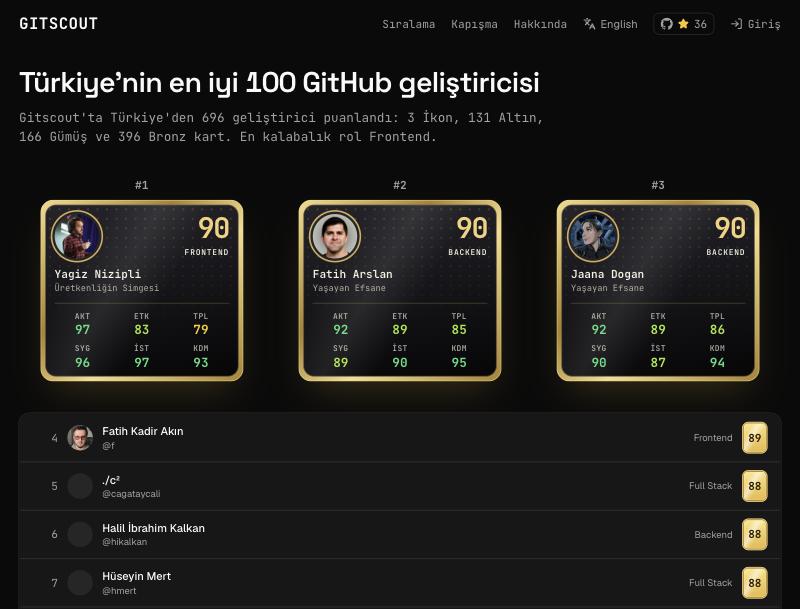 GITSCOUT
Sıralama Kapışma Hakkında English 36 Giriş
Türkiye'nin en iyi 100 GitHub geliştiricisi
Gitscout'ta Türkiye'den 696 geliştirici puanlandı: 3 İkon, 131 Altın,
166 Gümüş ve 396 Bronz kart. En kalabalık rol Frontend.
#1
90
FRONTEND
Yagiz Nizipli
Üretkenliğin Simgesi
AKT ETK TPL
97 83 79
SYG İST KDM
96 97 93
#2
90
BACKEND
Fatih Arslan
Yaşayan Efsane
AKT ETK TPL
92 89 85
SYG İST KDM
89 90 95
#3
90
BACKEND
Jaana Dogan
Yaşayan Efsane
AKT ETK TPL
92 89 86
SYG İST KDM
90 87 94
4 Fatih Kadir Akın Frontend 89
@f
5 ./c² Full Stack 88
@cagataycali
6 Halil İbrahim Kalkan Backend 88
@hikalkan
7 Hüseyin Mert Full Stack 88
@hmert